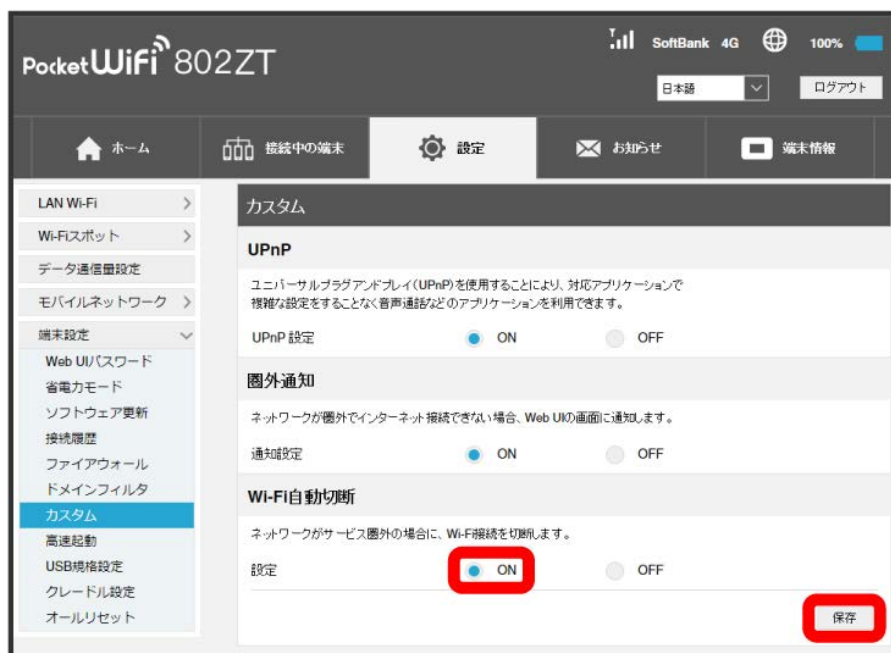 Pocket WiFi 802ZT
SoftBank 4G 100%
日本語 ログアウト
ホーム 接続中の端末 設定 お知らせ 端末情報
LAN Wi-Fi
Wi-Fiスポット
データ通信量設定
モバイルネットワーク
端末設定
Web UIパスワード
省電力モード
ソフトウェア更新
接続履歴
ファイアウォール
ドメインフィルタ
カスタム
高速起動
USB規格設定
クレードル設定
オールリセット
カスタム
UPnP
ユニバーサルプラグアンドプレイ(UPnP)を使用することにより、対応アプリケーションで
複雑な設定をすることなく音声通話などのアプリケーションを利用できます。
UPnP 設定 ON OFF
圏外通知
ネットワークが圏外でインターネット接続できない場合、Web UIの画面に通知します。
通知設定 ON OFF
Wi-Fi自動切断
ネットワークがサービス圏外の場合に、Wi-Fi接続を切断します。
設定 ON OFF
保存